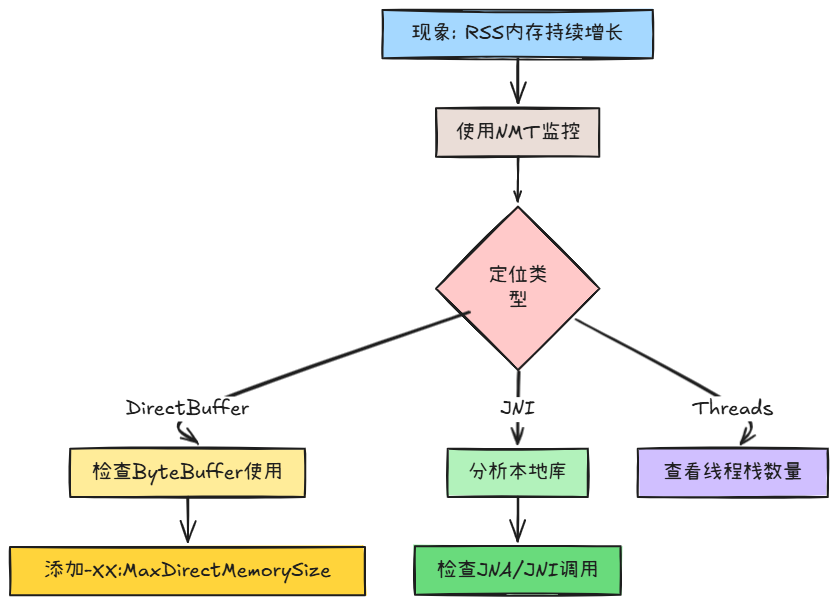 现象: RSS内存持续增长
使用NMT监控
定位类
型
DirectBuffer
JNI
Threads
检查ByteBuffer使用
分析本地库
查看线程栈数量
添加-XX:MaxDirectMemorySize
检查JNA/JNI调用